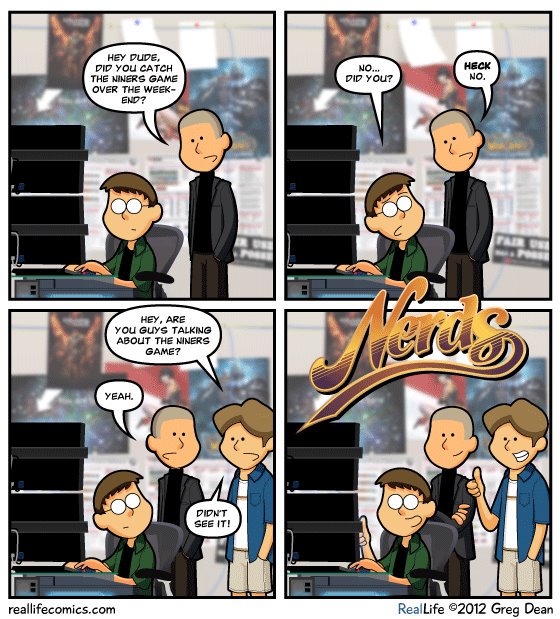 HEY DUDE,
DID YOU CATCH
THE NINERS GAME
OVER THE WEEK-
END?
NO...
DID YOU?
HECK
NO.
HEY, ARE
YOU GUYS TALKING
ABOUT THE NINERS
GAME?
YEAH.
DIDN'T
SEE IT!
Nerds
reallifecomics.com
RealLife ©2012 Greg Dean